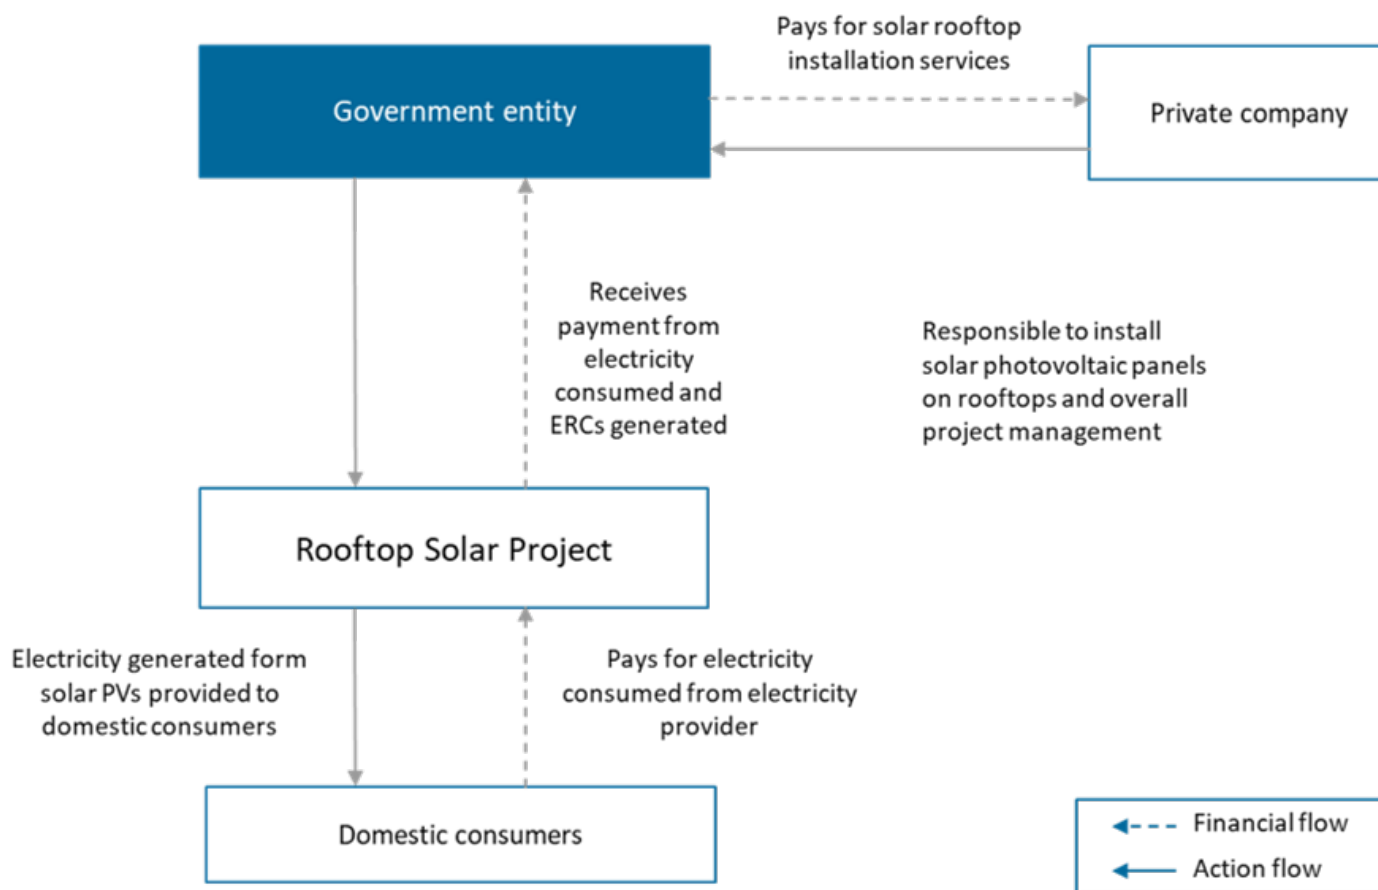 Pays for solar rooftop
installation services
Government entity
Private company
Receives
payment from
electricity
consumed and
ERCs generated
Responsible to install
solar photovoltaic panels
on rooftops and overall
project management
Rooftop Solar Project
Electricity generated form
solar PVs provided to
domestic consumers
Pays for electricity
consumed from electricity
provider
Domestic consumers
Financial flow
Action flow